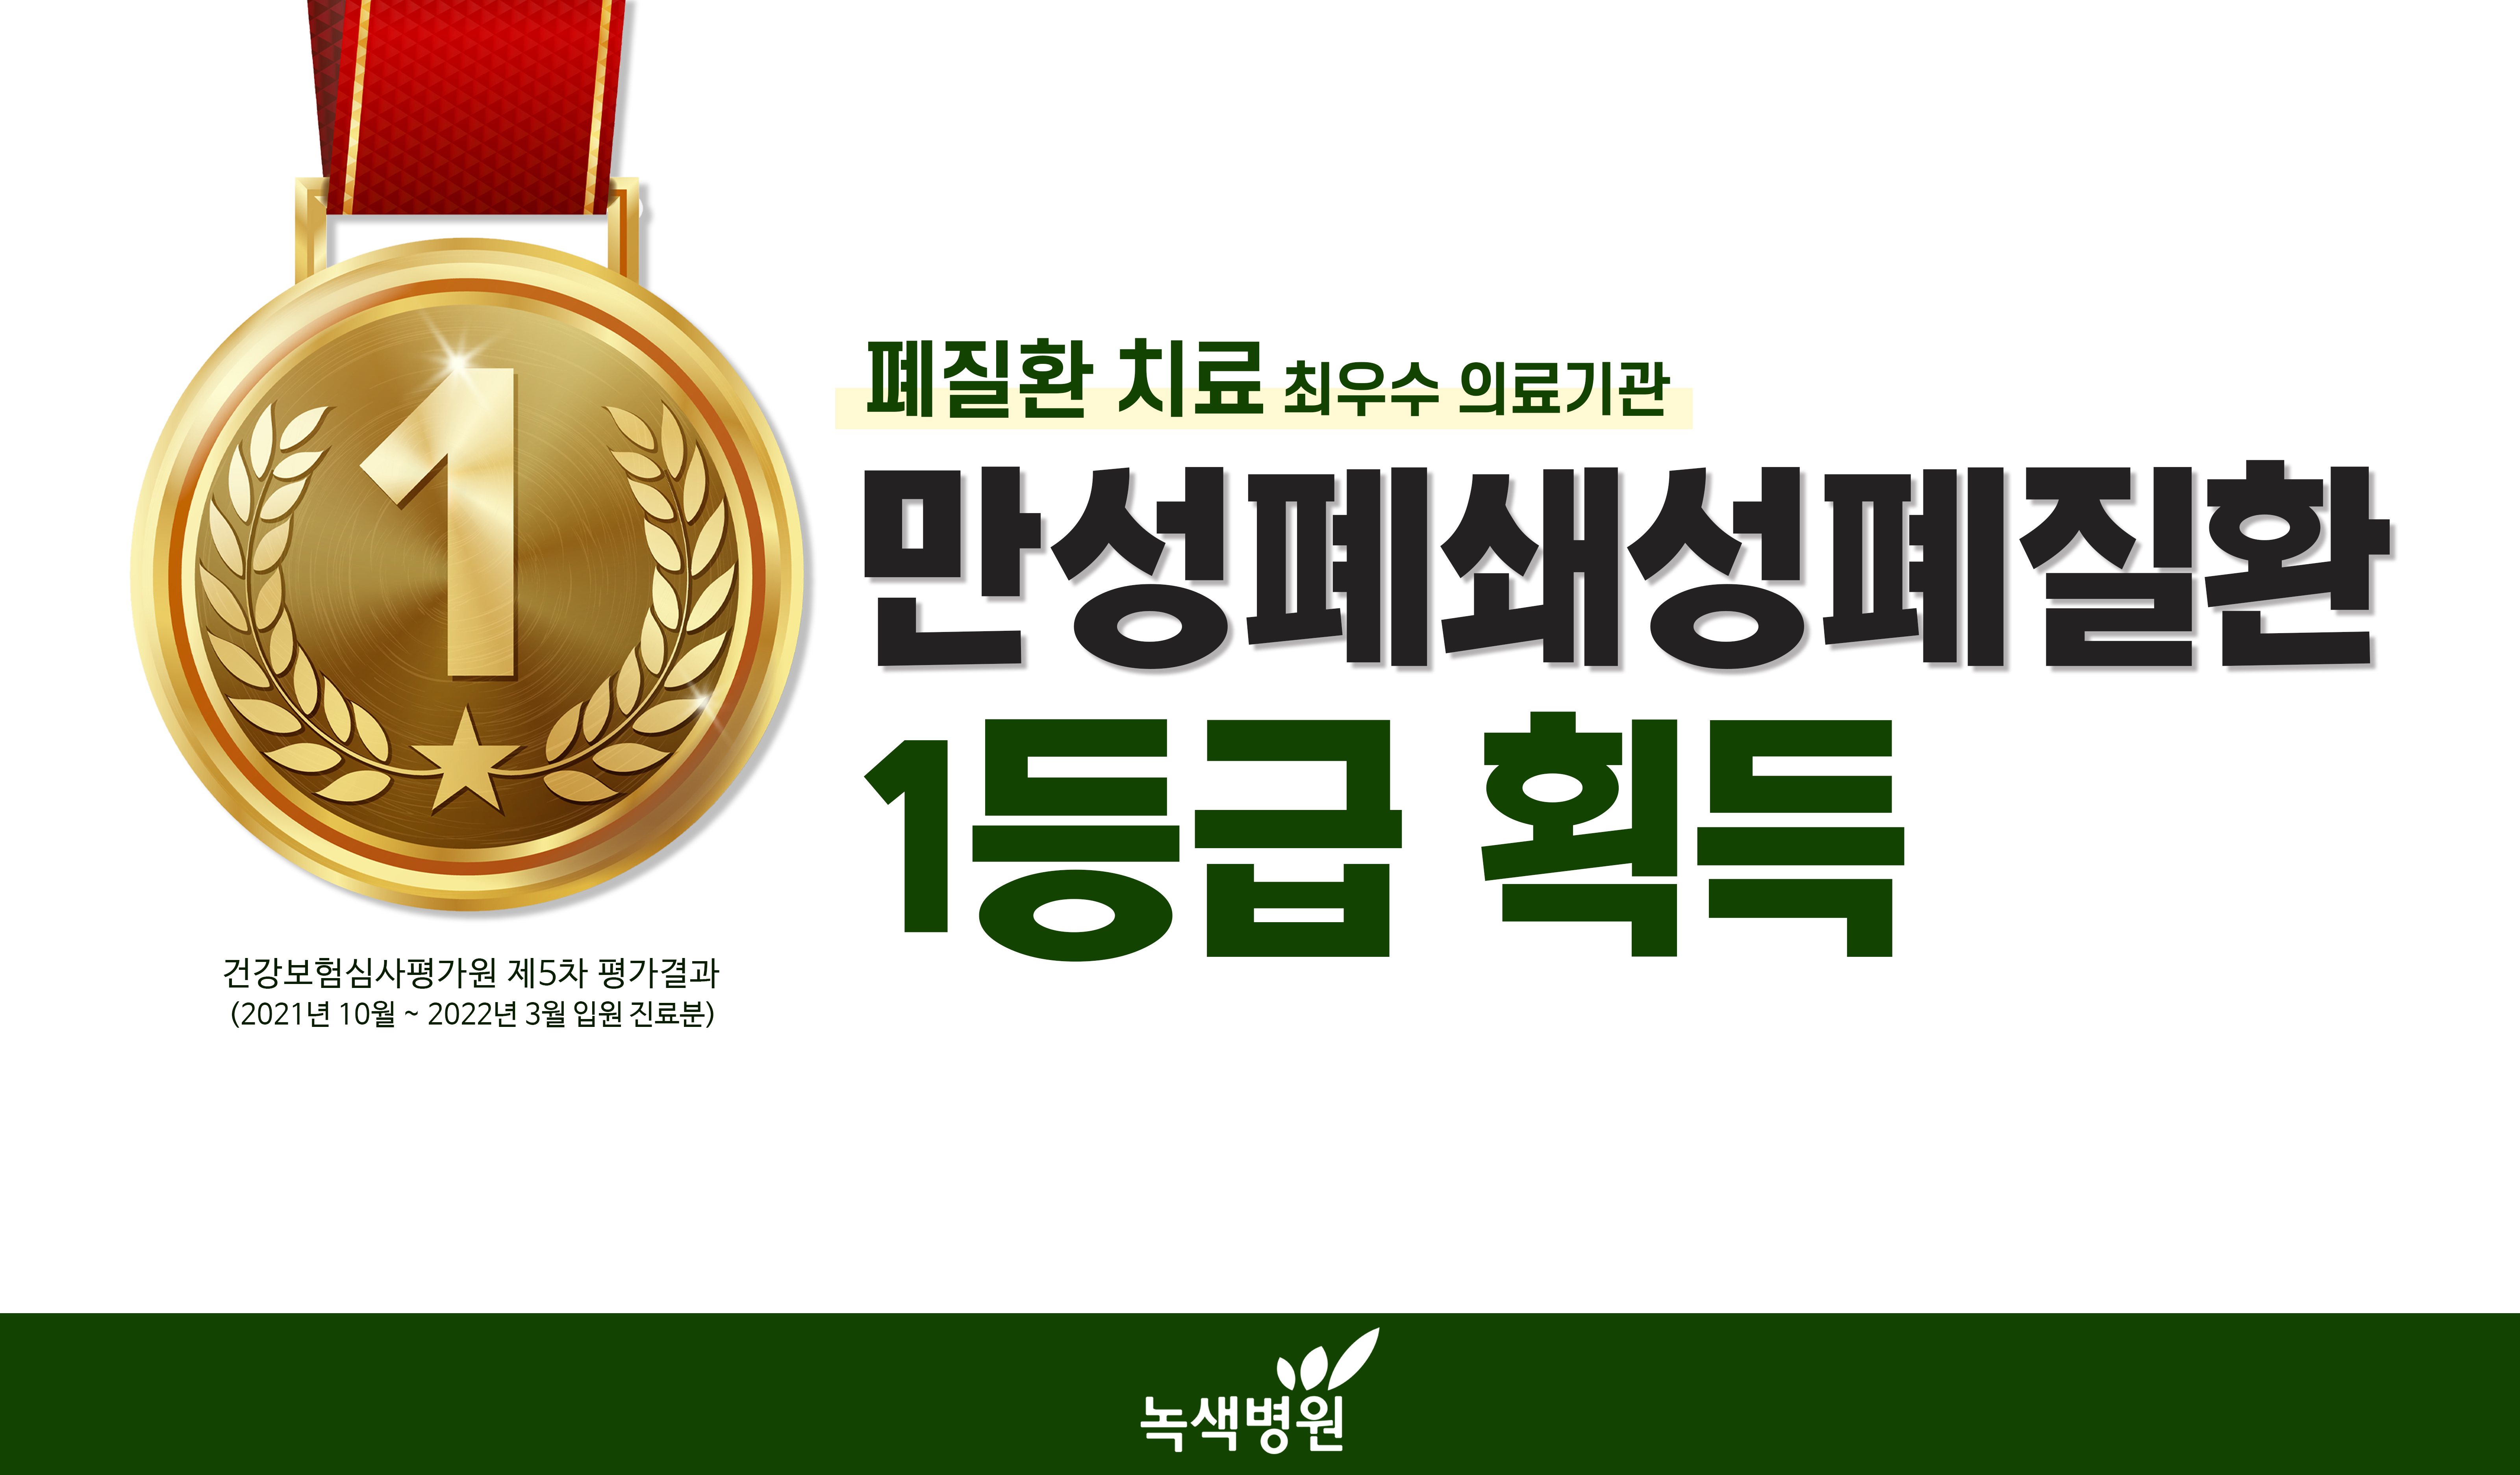 1
폐질환 치료 최우수 의료기관
만성폐쇄성폐질환
1등급 획득
건강보험심사평가원 제5차 평가결과
(2021년 10월 ~ 2022년 3월 입원 진료분)
녹색병원